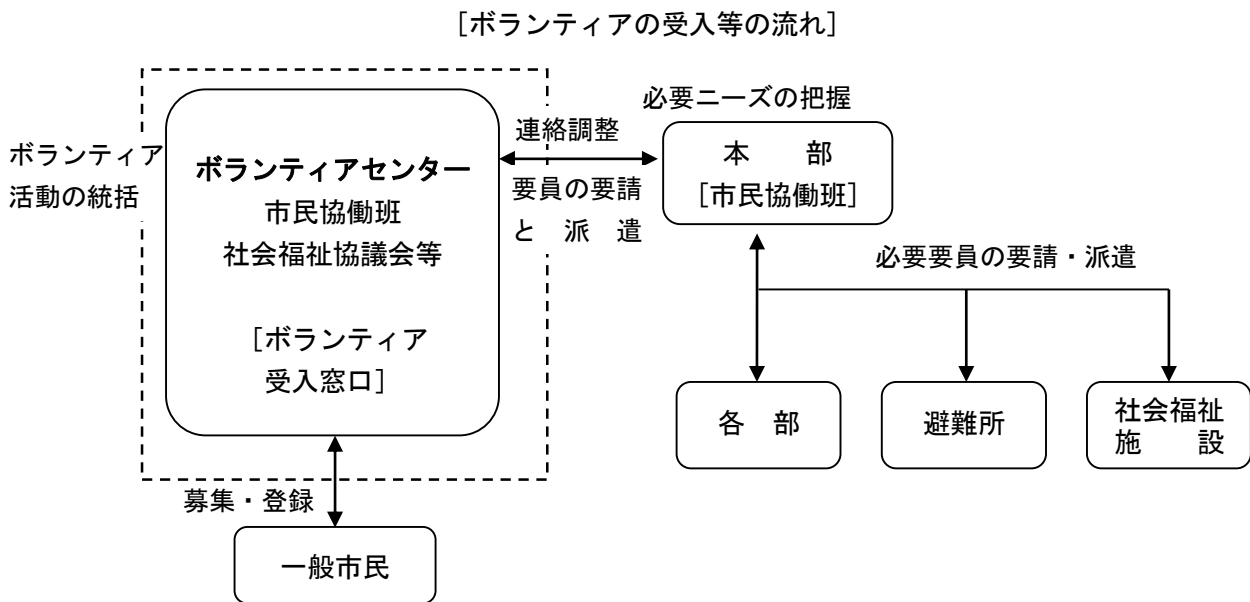 [ボランティアの受入等の流れ]
ボランティア
活動の統括
ボランティアセンター
市民協働班
社会福祉協議会等
[ボランティア
受入窓口]
連絡調整
要員の要請
と　派　遣
必要ニーズの把握
本　　部
[市民協働班]
必要要員の要請・派遣
各　部
避難所
社会福祉
施　　設
募集・登録
一般市民